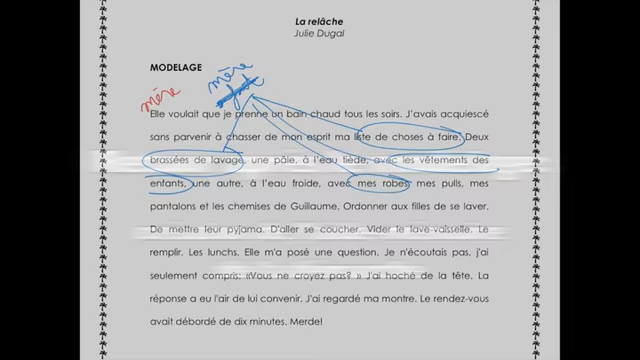 La relâche
Julie Dugal
MODELAGE
mère
mère
Elle voulait que je prenne un bain chaud tous les soirs. J'avais acquiescé
sans parvenir à chasser de mon esprit ma liste de choses à faire. Deux
brassées de lavage, une pâle, à l'eau tiède, avec les vêtements des
enfants, une autre, à l'eau froide, avec mes robes, mes pulls, mes
pantalons et les chemises de Guillaume. Ordonner aux filles de se laver.
De mettre leur pyjama. D'aller se coucher. Vider le lave-vaisselle. Le
remplir. Les lunchs. Elle m'a posé une question. Je n'écoutais pas, j'ai
seulement compris: «Vous ne croyez pas? » J'ai hoché de la tête. La
réponse a eu l'air de lui convenir. J'ai regardé ma montre. Le rendez-vous
avait débordé de dix minutes. Merde!